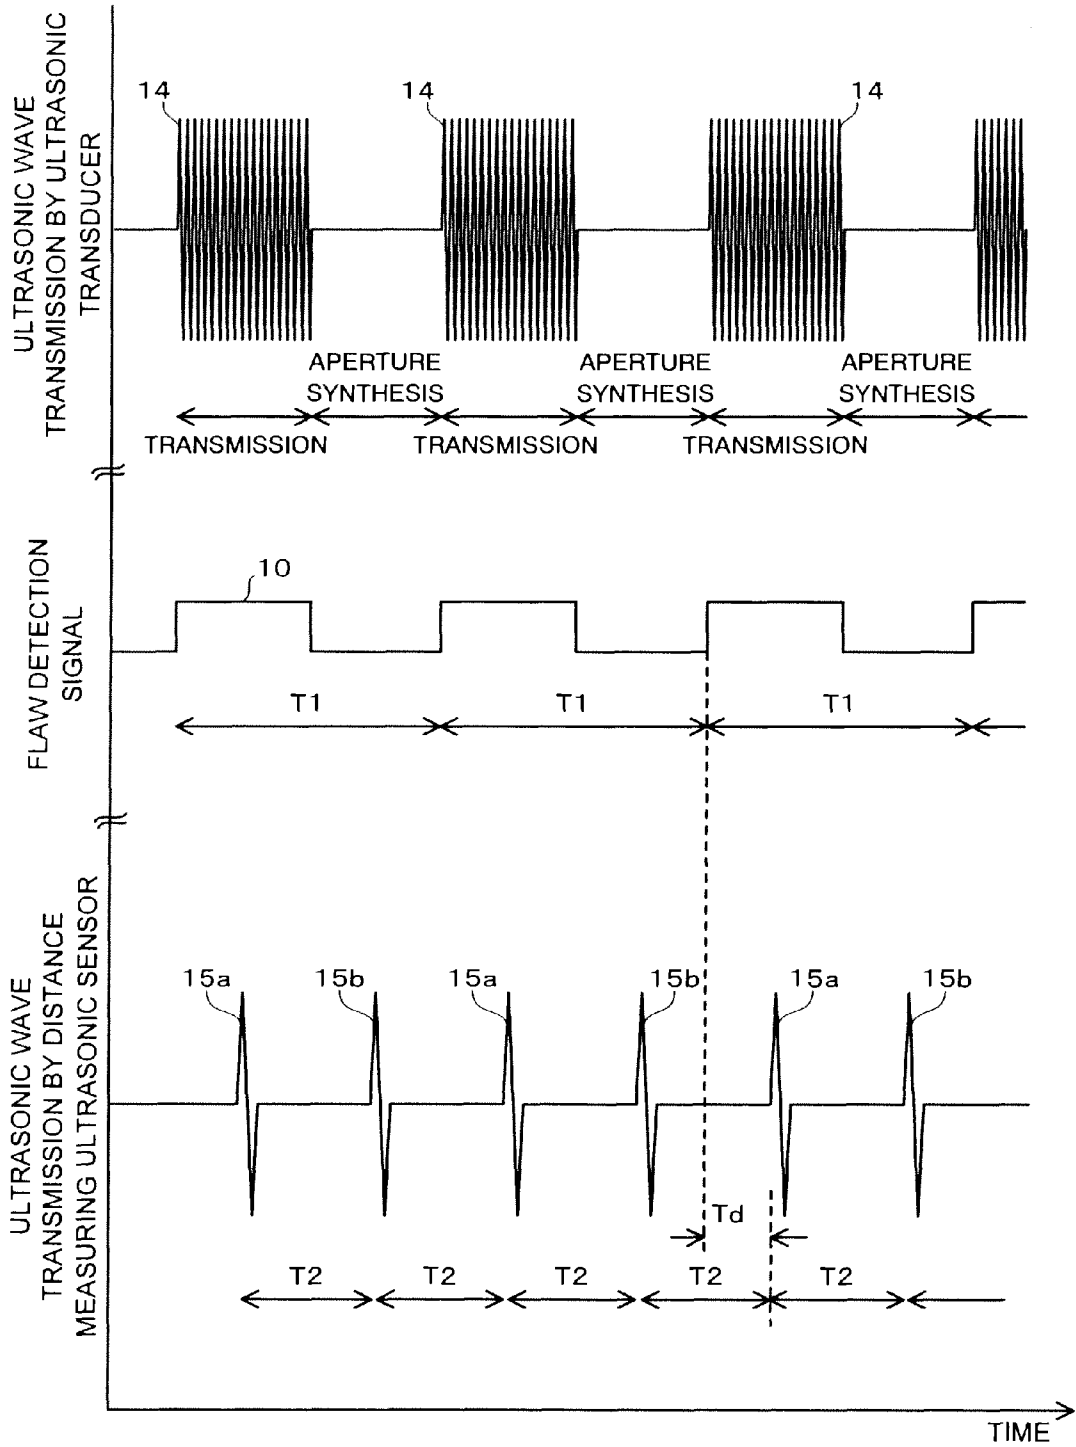 ULTRASONIC WAVE
TRANSMISSION BY ULTRASONIC
TRANSDUCER
14
14
14
APERTURE
SYNTHESIS
APERTURE
SYNTHESIS
APERTURE
SYNTHESIS
TRANSMISSION
TRANSMISSION
TRANSMISSION
FLAW DETECTION
SIGNAL
10
T1
T1
T1
ULTRASONIC WAVE
TRANSMISSION BY DISTANCE
MEASURING ULTRASONIC SENSOR
15a
15b
15a
15b
15a
15b
Td
T2
T2
T2
T2
T2
TIME